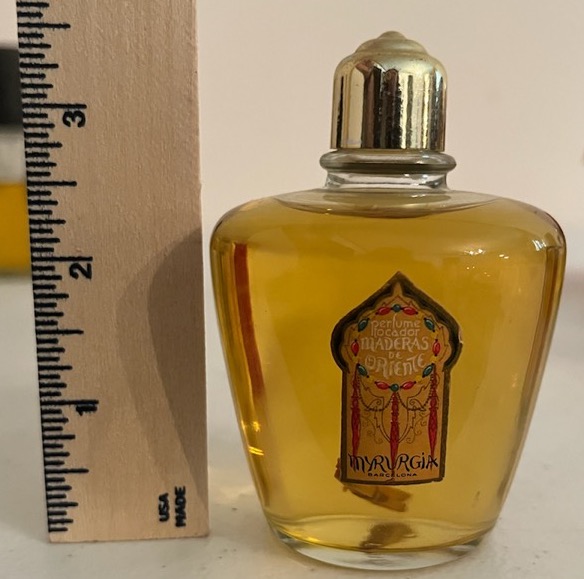 3
2
1
USA
MADE
perfume
tocador
MADERAS
DE
ORIENTE
MYRURGIA
BARCELONA